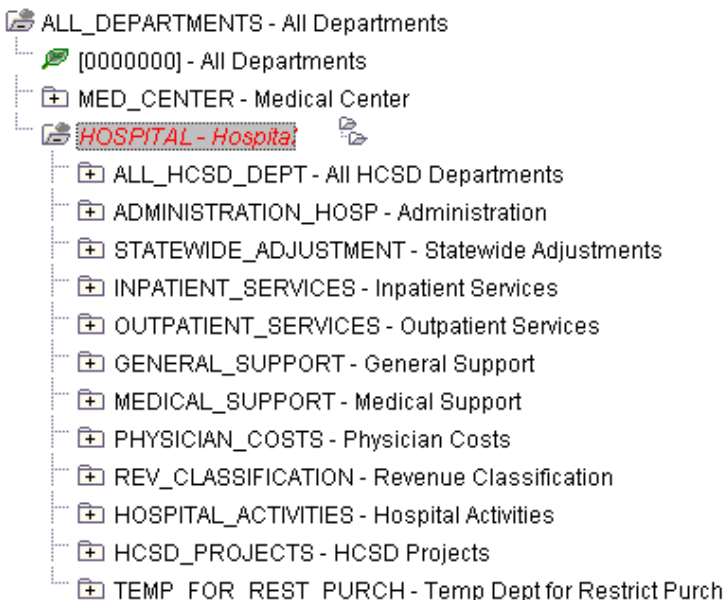 ALL_DEPARTMENTS - All Departments
[0000000] - All Departments
MED_CENTER - Medical Center
HOSPITAL - Hospital
ALL_HCSD_DEPT - All HCSD Departments
ADMINISTRATION_HOSP - Administration
STATEWIDE_ADJUSTMENT - Statewide Adjustments
INPATIENT_SERVICES - Inpatient Services
OUTPATIENT_SERVICES - Outpatient Services
GENERAL_SUPPORT - General Support
MEDICAL_SUPPORT - Medical Support
PHYSICIAN_COSTS - Physician Costs
REV_CLASSIFICATION - Revenue Classification
HOSPITAL_ACTIVITIES - Hospital Activities
HCSD_PROJECTS - HCSD Projects
TEMP_FOR_REST_PURCH - Temp Dept for Restrict Purch